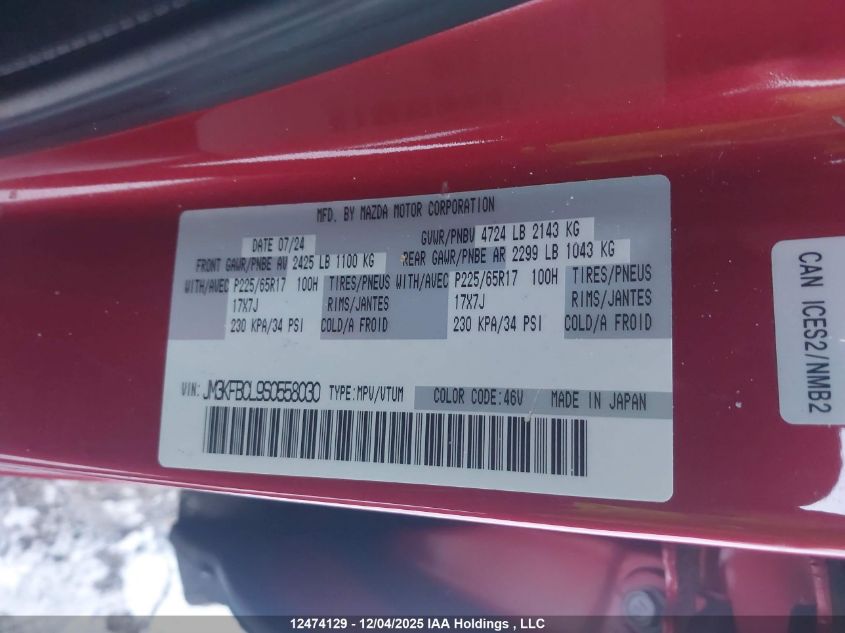 MFD. BY MAZDA MOTOR CORPORATION
DATE 07/24 GVWR/PNBV 4724 LB 2143 KG
FRONT GAWR/PNBE AV 2425 LB 1100 KG REAR GAWR/PNBE AR 2299 LB 1043 KG
WITH/AVEC P225/65R17 100H TIRES/PNEUS WITH/AVEC P225/65R17 100H TIRES/PNEUS
17X7J RIMS/JANTES 17X7J RIMS/JANTES
230 KPA/34 PSI COLD/A FROID 230 KPA/34 PSI COLD/A FROID
VIN: JM3KFBCL9S0558030 TYPE:MPV/VTUM COLOR CODE:46V MADE IN JAPAN
CAN ICES2/NMB2
12474129 - 12/04/2025 IAA Holdings , LLC